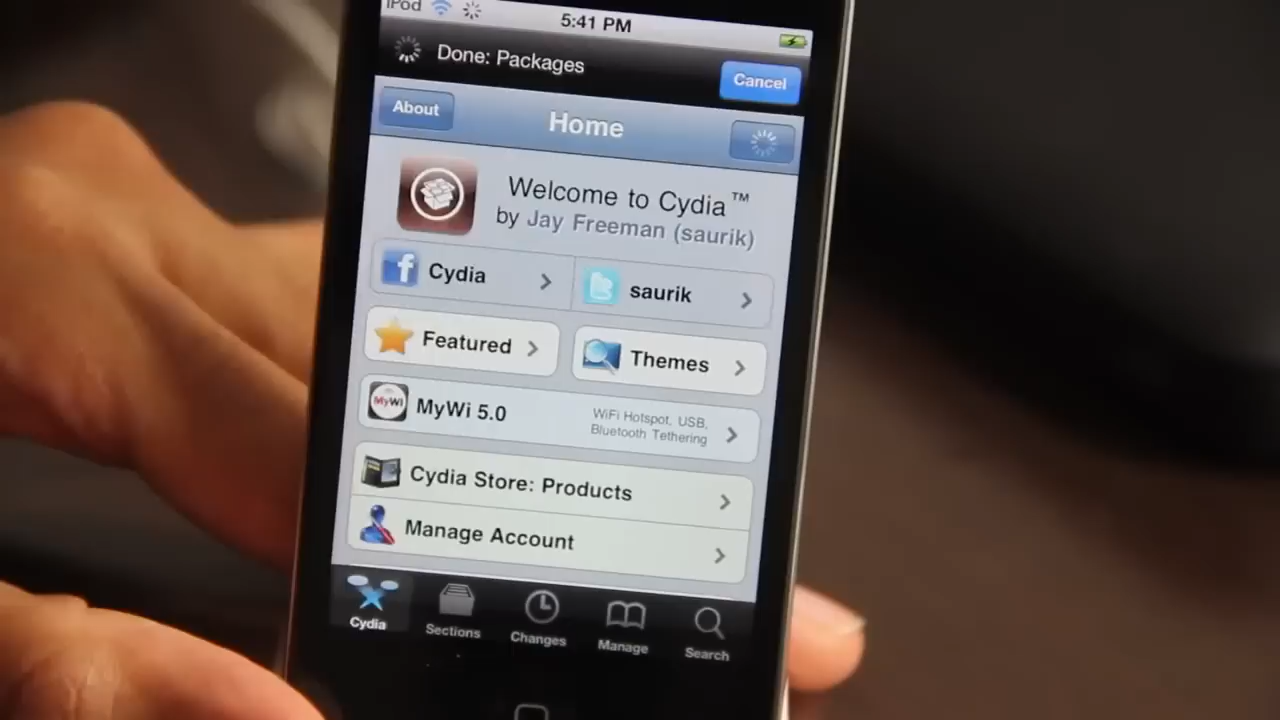 iPod 5:41 PM
Done: Packages Cancel
About Home
Welcome to Cydia™
by Jay Freeman (saurik)
f Cydia saurik
Featured Themes
MyWi MyWi 5.0 WiFi Hotspot, USB,
Bluetooth Tethering
Cydia Store: Products
Manage Account
Cydia Sections Changes Manage Search